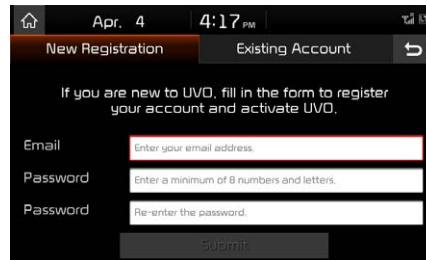 Apr. 4 4:17 PM
New Registration Existing Account
If you are new to UVO, fill in the form to register
your account and activate UVO.
Email Enter your email address.
Password Enter a minimum of 8 numbers and letters.
Password Re-enter the password.
Submit